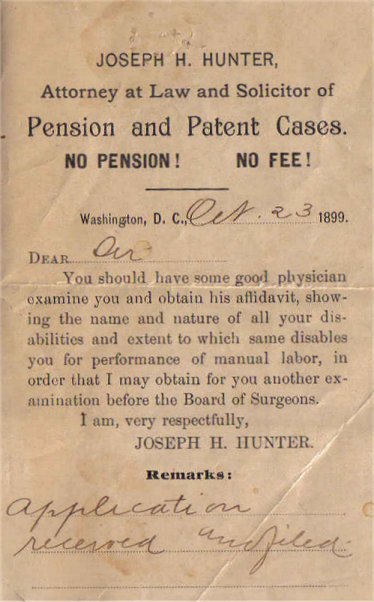 JOSEPH H. HUNTER,
Attorney at Law and Solicitor of
Pension and Patent Cases.
NO PENSION! NO FEE!
Washington, D. C., Oct. 23 1899.
DEAR Sir
You should have some good physician
examine you and obtain his affidavit, show-
ing the name and nature of all your dis-
abilities and extent to which same disables
you for performance of manual labor, in
order that I may obtain for you another ex-
amination before the Board of Surgeons.
I am, very respectfully,
JOSEPH H. HUNTER.
Remarks:
application
received and filed.